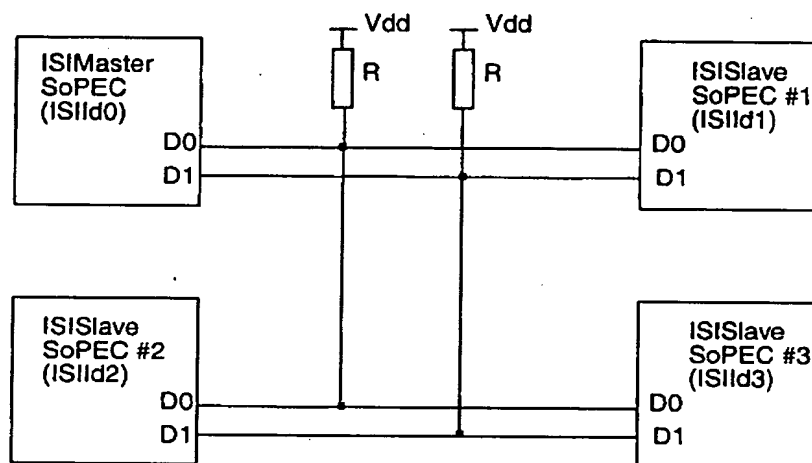 Vdd
Vdd
R
R
ISIMaster
SoPEC
(ISIId0)
D0
D1
ISISlave
SoPEC #1
(ISIId1)
D0
D1
ISISlave
SoPEC #2
(ISIId2)
D0
D1
ISISlave
SoPEC #3
(ISIId3)
D0
D1